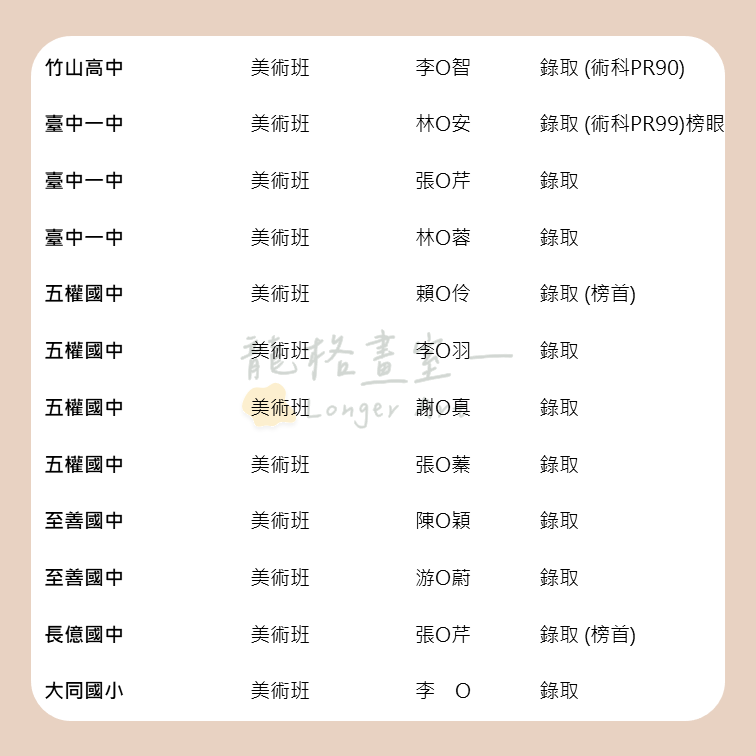 竹山高中 美術班 李O智 錄取 (術科PR90)
臺中一中 美術班 林O安 錄取 (術科PR99)榜眼
臺中一中 美術班 張O芹 錄取
臺中一中 美術班 林O蓉 錄取
五權國中 美術班 賴O伶 錄取 (榜首)
龍格畫室
五權國中 美術班 李O羽 錄取
五權國中 美術班 謝O真 錄取
Longer
五權國中 美術班 張O蓁 錄取
至善國中 美術班 陳O穎 錄取
至善國中 美術班 游O蔚 錄取
長億國中 美術班 張O芹 錄取 (榜首)
大同國小 美術班 李　O 錄取